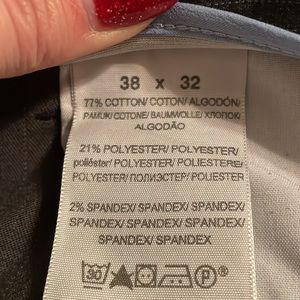 38 x 32
77% COTTON/ COTON/ ALGODÓN/
PAMUK/ COTONE/ BAUMWOLLE/ ХЛОПОК/
ALGODÃO
21% POLYESTER/ POLYESTER/
poliéster/ POLYESTER/ POLIESTERE/
POLYESTER/ ПОЛИЭСТЕР/ POLIESTER
2% SPANDEX/ SPANDEX/ SPANDEX/
SPANDEX/ SPANDEX/ SPANDEX/
SPANDEX/ SPANDEX
30 P ®